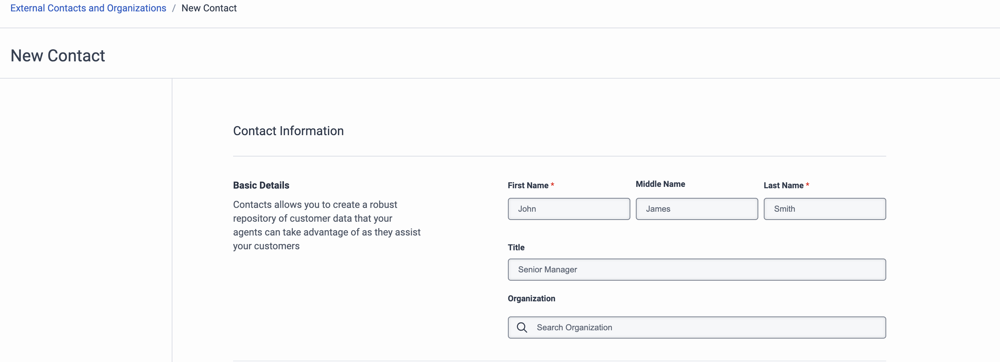 External Contacts and Organizations / New Contact
New Contact
Contact Information
Basic Details
Contacts allows you to create a robust
repository of customer data that your
agents can take advantage of as they assist
your customers
First Name * Middle Name Last Name *
John James Smith
Title
Senior Manager
Organization
Search Organization